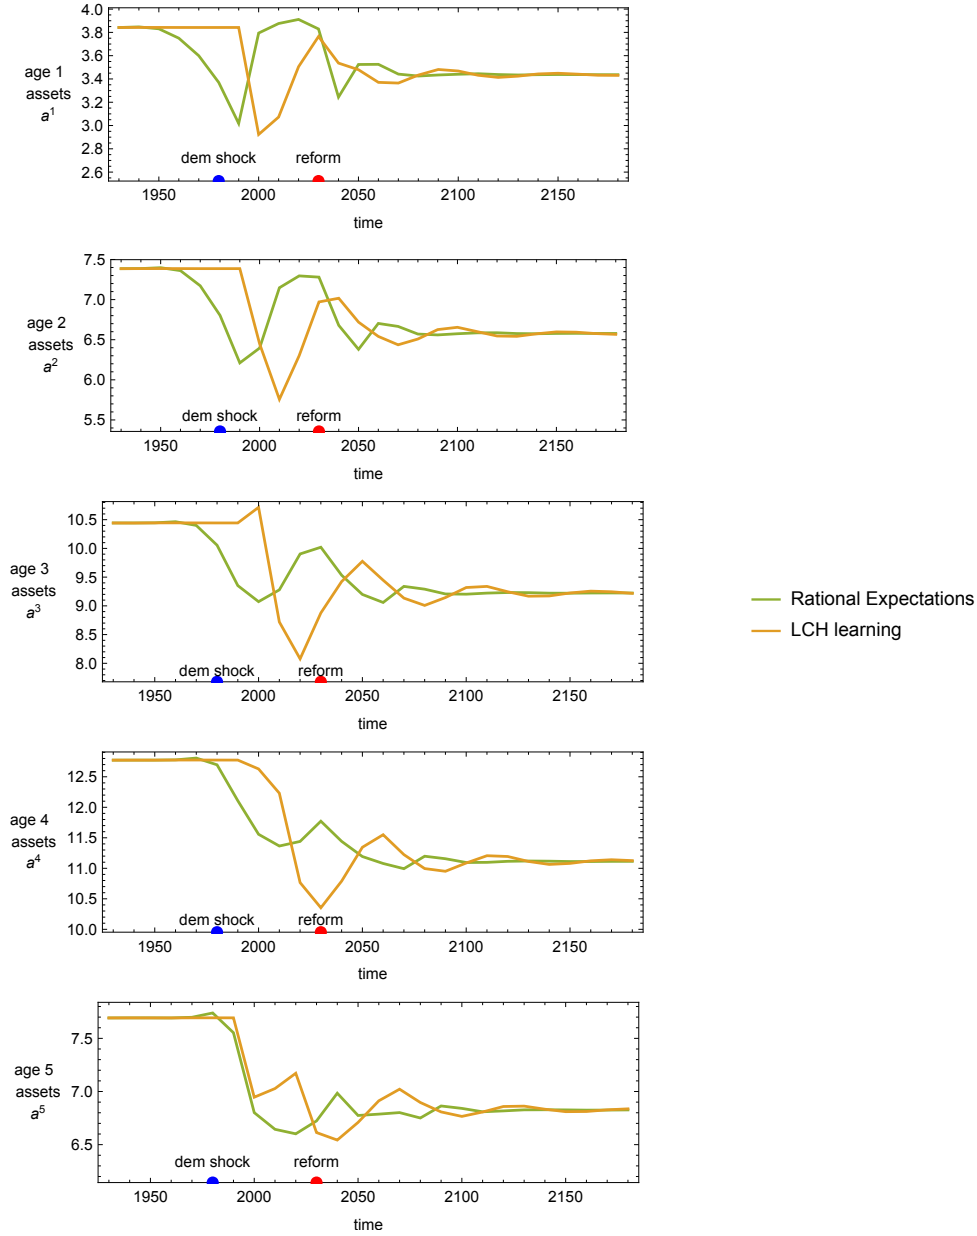 4.0
3.8
3.6
3.4
3.2
3.0
2.8
2.6
age 1
assets
a1
dem shock
reform
1950 2000 2050 2100 2150
time
7.5
7.0
6.5
6.0
5.5
age 2
assets
a2
dem shock
reform
1950 2000 2050 2100 2150
time
10.5
10.0
9.5
9.0
8.5
8.0
age 3
assets
a3
dem shock
reform
1950 2000 2050 2100 2150
time
Rational Expectations
LCH learning
12.5
12.0
11.5
11.0
10.5
10.0
age 4
assets
a4
dem shock
reform
1950 2000 2050 2100 2150
time
7.5
7.0
6.5
age 5
assets
a5
dem shock
reform
1950 2000 2050 2100 2150
time